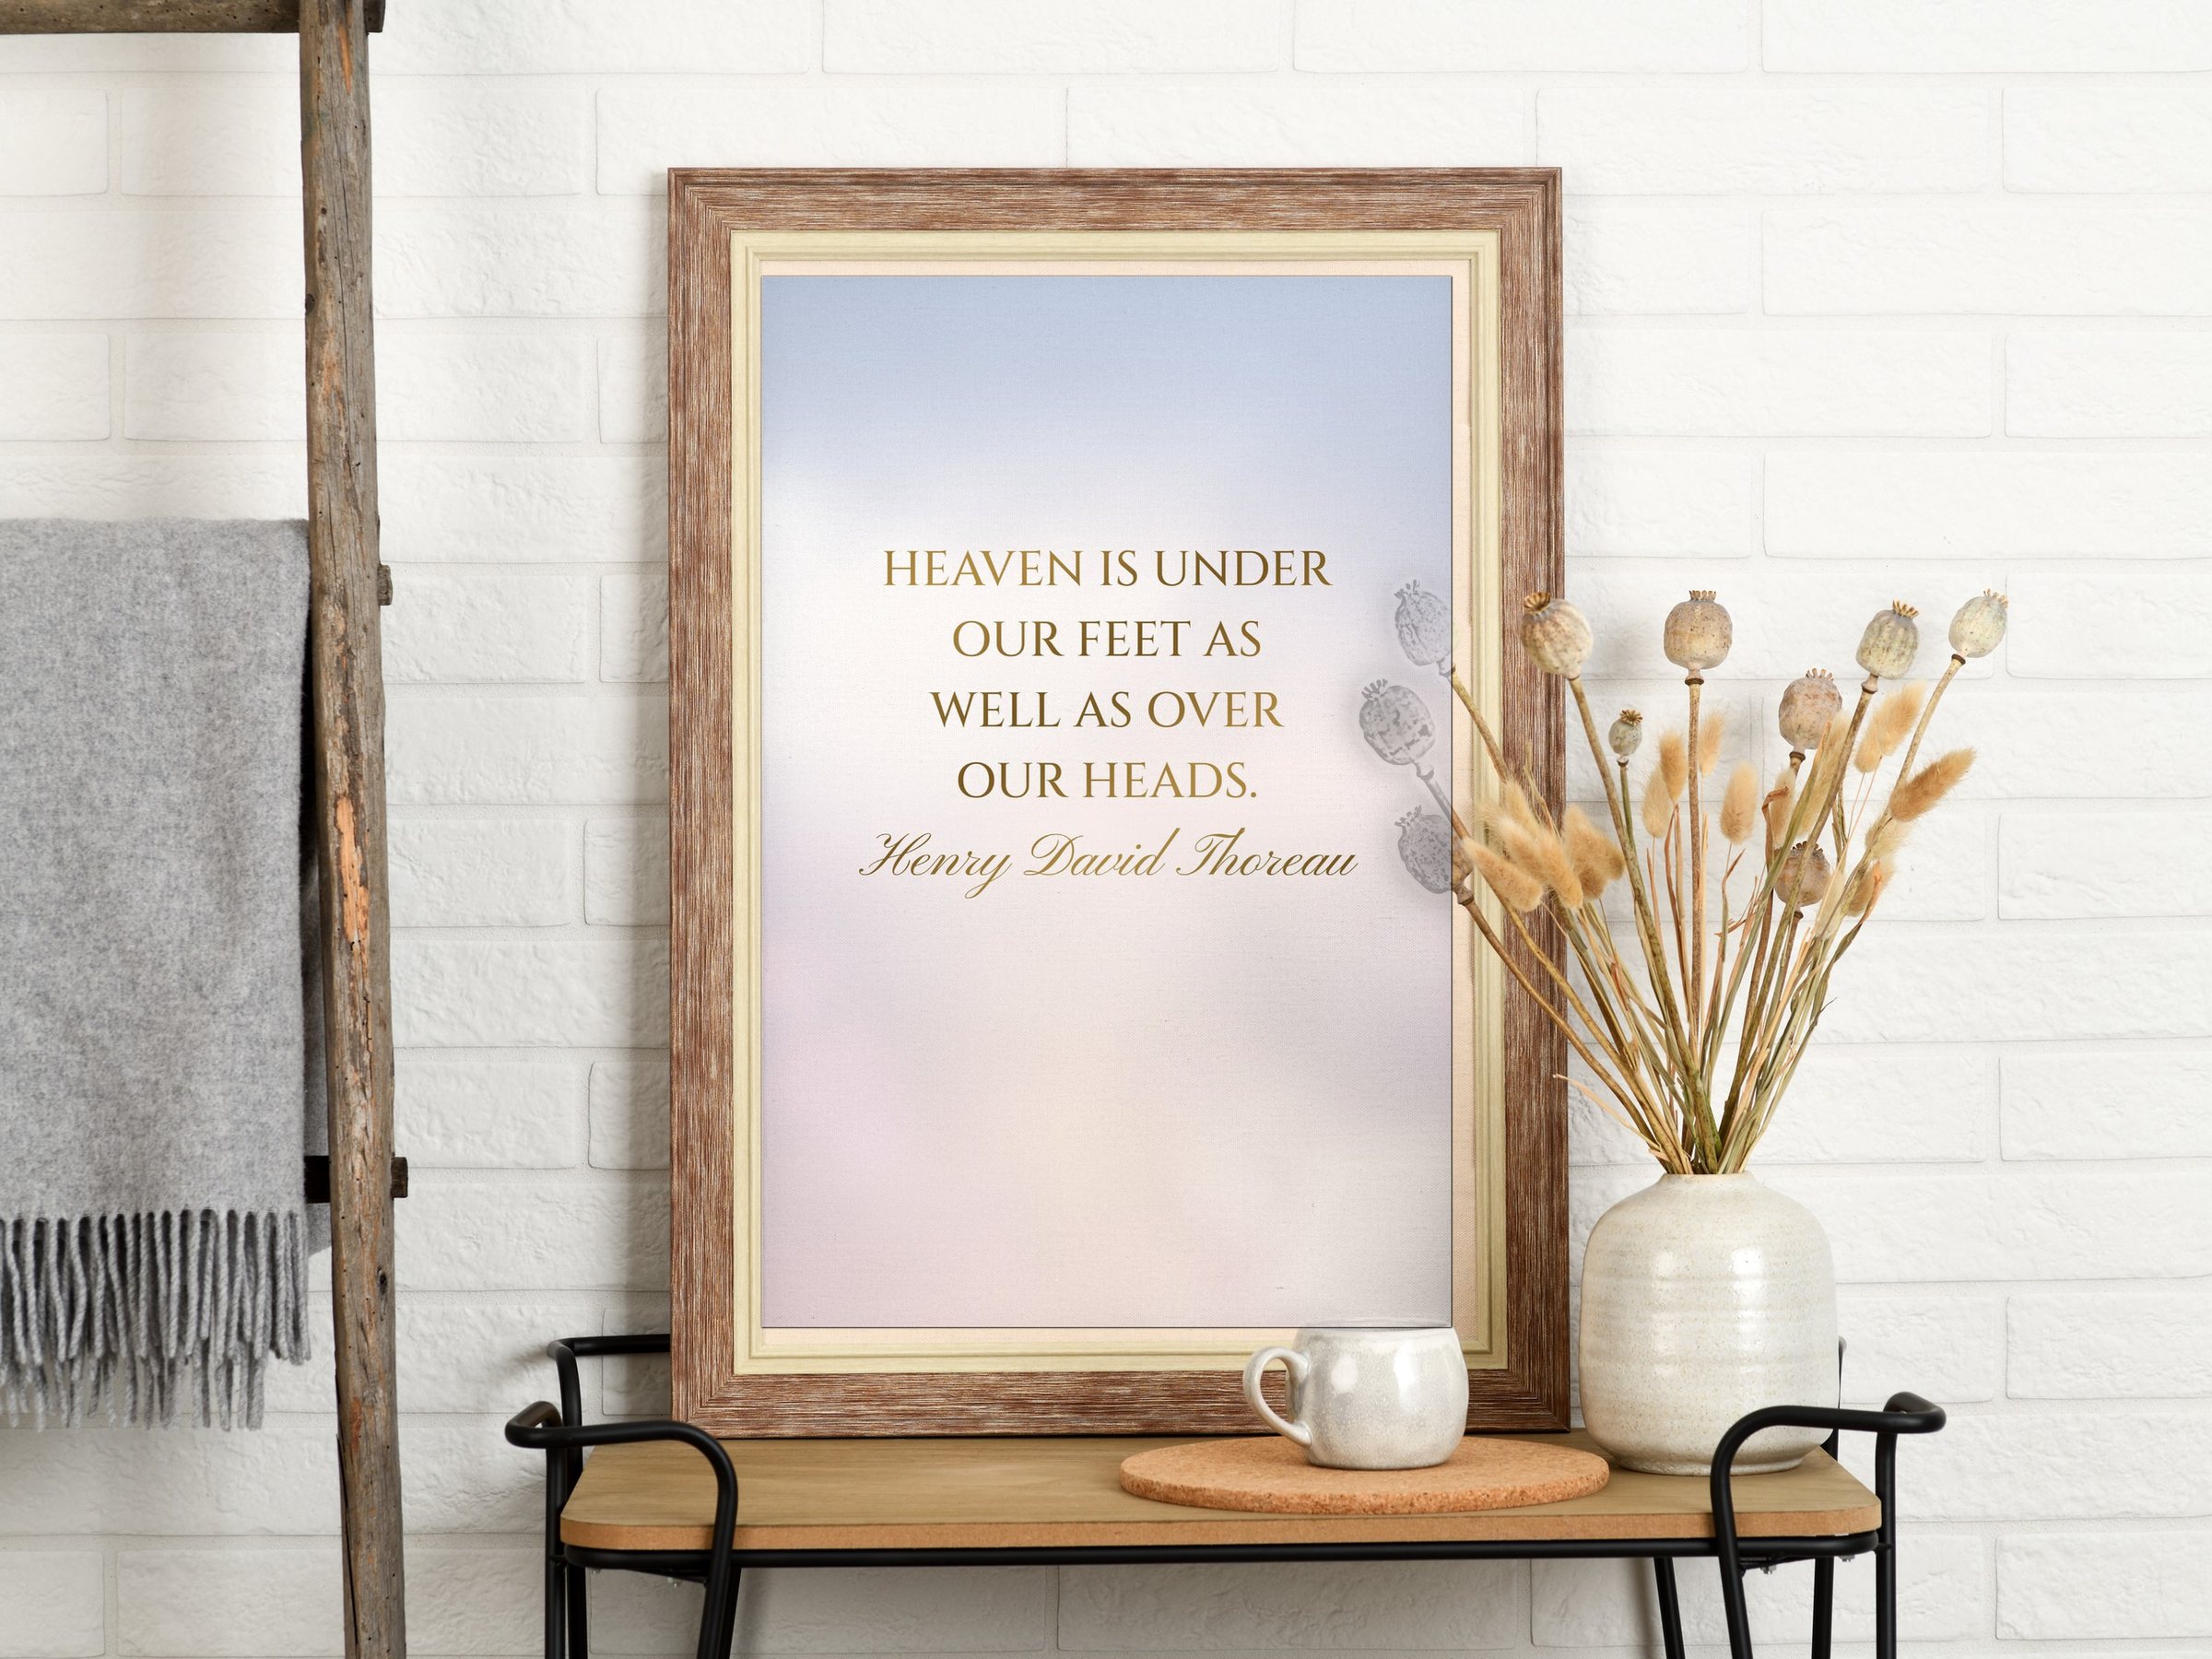 HEAVEN IS UNDER
OUR FEET AS
WELL AS OVER
OUR HEADS.
Henry David Thoreau